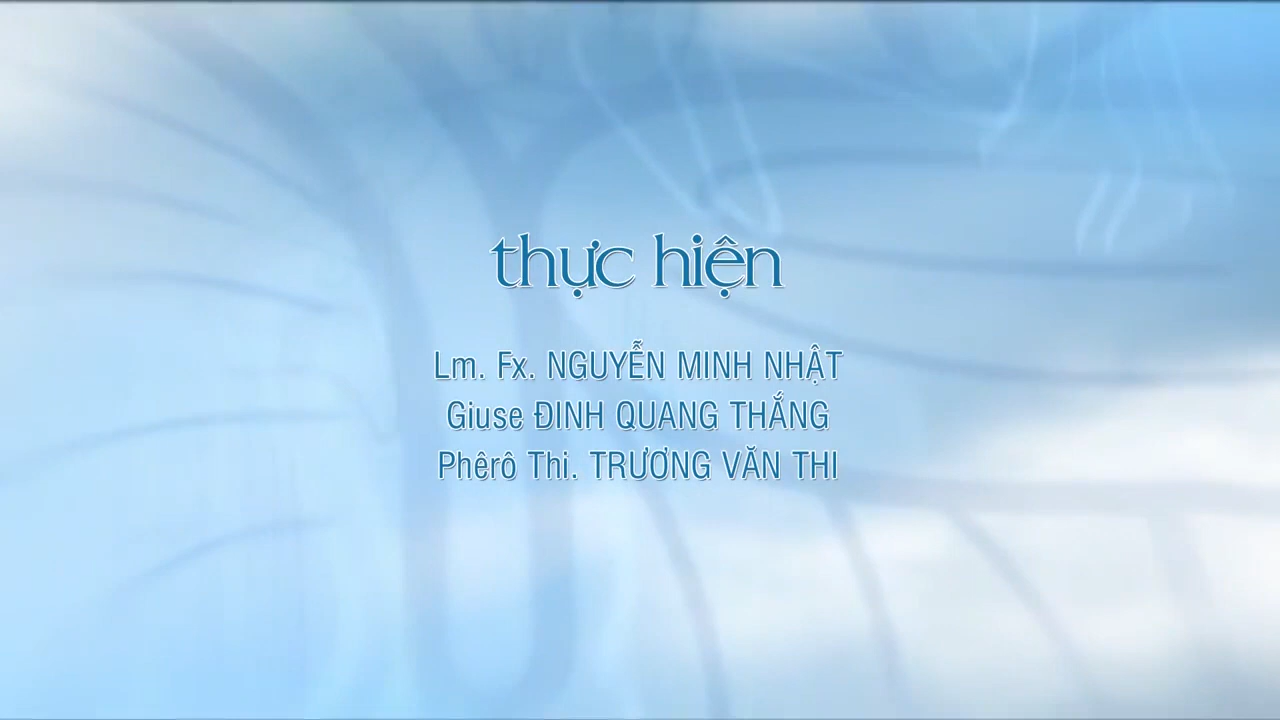 thực hiện
Lm. Fx. NGUYỄN MINH NHẬT
Giuse ĐINH QUANG THẮNG
Phêrô Thi. TRƯƠNG VĂN THI